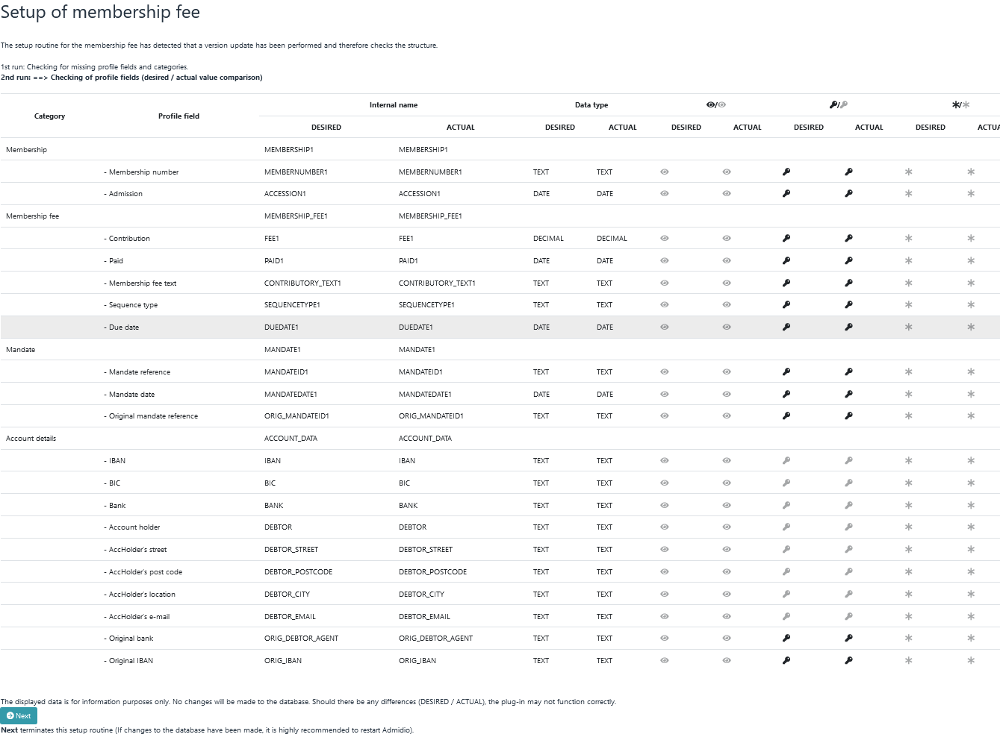 Setup of membership fee
The setup routine for the membership fee has detected that a version update has been performed and therefore checks the structure.
1st run: Checking for missing profile fields and categories.
2nd run: ==> Checking of profile fields (desired / actual value comparison)
Category Profile field Internal name Data type / / /
DESIRED ACTUAL DESIRED ACTUAL DESIRED ACTUAL DESIRED ACTUAL DESIRED ACTUA
Membership MEMBERSHIP1 MEMBERSHIP1
- Membership number MEMBERNUMBER1 MEMBERNUMBER1 TEXT TEXT
- Admission ACCESSION1 ACCESSION1 DATE DATE
Membership fee MEMBERSHIP_FEE1 MEMBERSHIP_FEE1
- Contribution FEE1 FEE1 DECIMAL DECIMAL
- Paid PAID1 PAID1 DATE DATE
- Membership fee text CONTRIBUTORY_TEXT1 CONTRIBUTORY_TEXT1 TEXT TEXT
- Sequence type SEQUENCETYPE1 SEQUENCETYPE1 TEXT TEXT
- Due date DUEDATE1 DUEDATE1 DATE DATE
Mandate MANDATE1 MANDATE1
- Mandate reference MANDATEID1 MANDATEID1 TEXT TEXT
- Mandate date MANDATEDATE1 MANDATEDATE1 DATE DATE
- Original mandate reference ORIG_MANDATEID1 ORIG_MANDATEID1 TEXT TEXT
Account details ACCOUNT_DATA ACCOUNT_DATA
- IBAN IBAN IBAN TEXT TEXT
- BIC BIC BIC TEXT TEXT
- Bank BANK BANK TEXT TEXT
- Account holder DEBTOR DEBTOR TEXT TEXT
- AccHolder's street DEBTOR_STREET DEBTOR_STREET TEXT TEXT
- AccHolder's post code DEBTOR_POSTCODE DEBTOR_POSTCODE TEXT TEXT
- AccHolder's location DEBTOR_CITY DEBTOR_CITY TEXT TEXT
- AccHolder's e-mail DEBTOR_EMAIL DEBTOR_EMAIL TEXT TEXT
- Original bank ORIG_DEBTOR_AGENT ORIG_DEBTOR_AGENT TEXT TEXT
- Original IBAN ORIG_IBAN ORIG_IBAN TEXT TEXT
The displayed data is for information purposes only. No changes will be made to the database. Should there be any differences (DESIRED / ACTUAL), the plug-in may not function correctly.
Next
Next terminates this setup routine (If changes to the database have been made, it is highly recommended to restart Admidio).